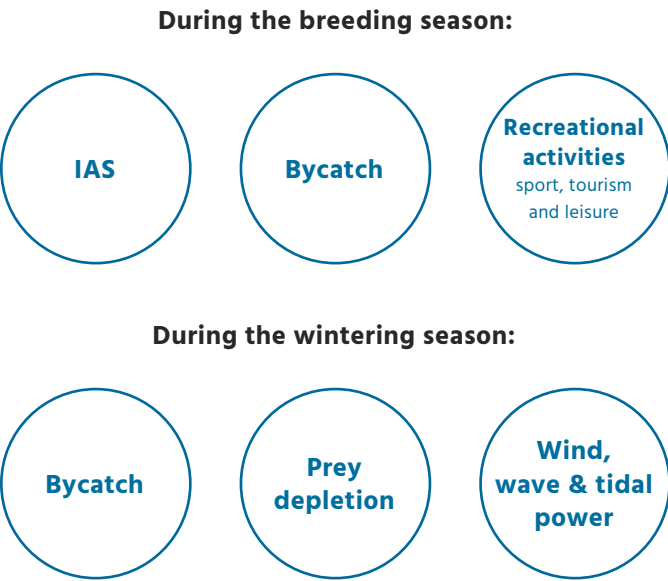 During the breeding season:
IAS
Bycatch
Recreational
activities
sport, tourism
and leisure
During the wintering season:
Bycatch
Prey
depletion
Wind,
wave & tidal
power